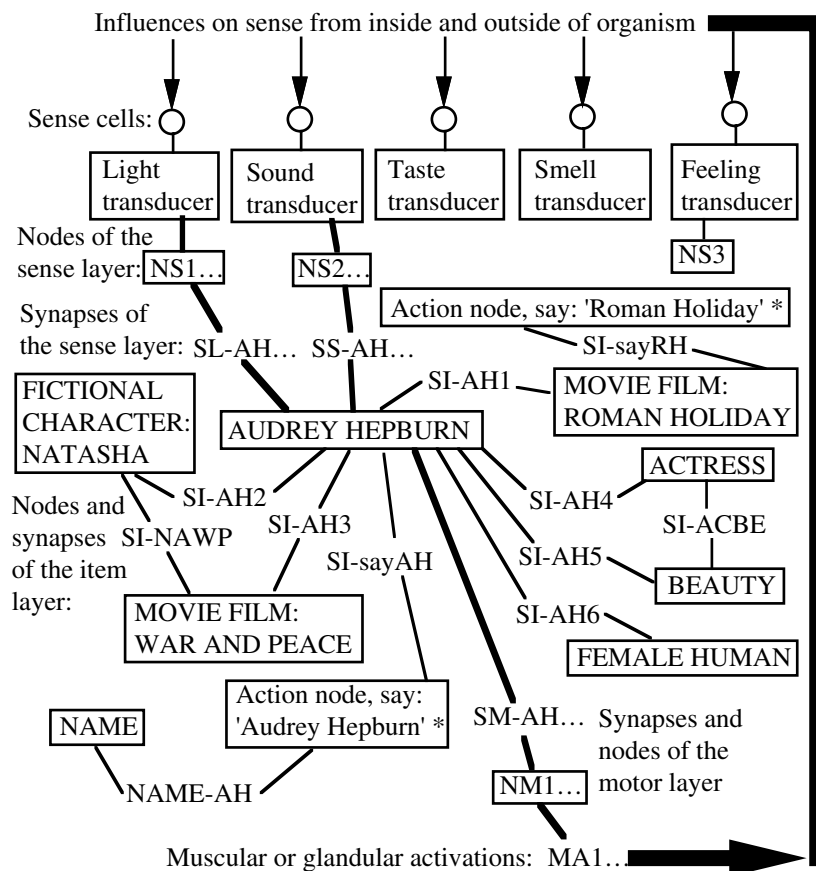 Influences on sense from inside and outside of organism
Sense cells:
Light
transducer
Sound
transducer
Taste
transducer
Smell
transducer
Feeling
transducer
Nodes of the
sense layer:
NS1…
NS2…
NS3
Action node, say: 'Roman Holiday' *
Synapses of
the sense layer:
SL-AH…
SS-AH…
SI-sayRH
SI-AH1
MOVIE FILM:
ROMAN HOLIDAY
FICTIONAL
CHARACTER:
NATASHA
AUDREY HEPBURN
ACTRESS
SI-AH2
SI-AH4
Nodes and
synapses
of the item
layer:
SI-NAWP
SI-AH3
SI-ACBE
SI-sayAH
SI-AH5
BEAUTY
MOVIE FILM:
WAR AND PEACE
SI-AH6
FEMALE HUMAN
Action node, say:
'Audrey Hepburn' *
NAME
SM-AH…
Synapses and
nodes of the
motor layer
NAME-AH
NM1…
Muscular or glandular activations: MA1…